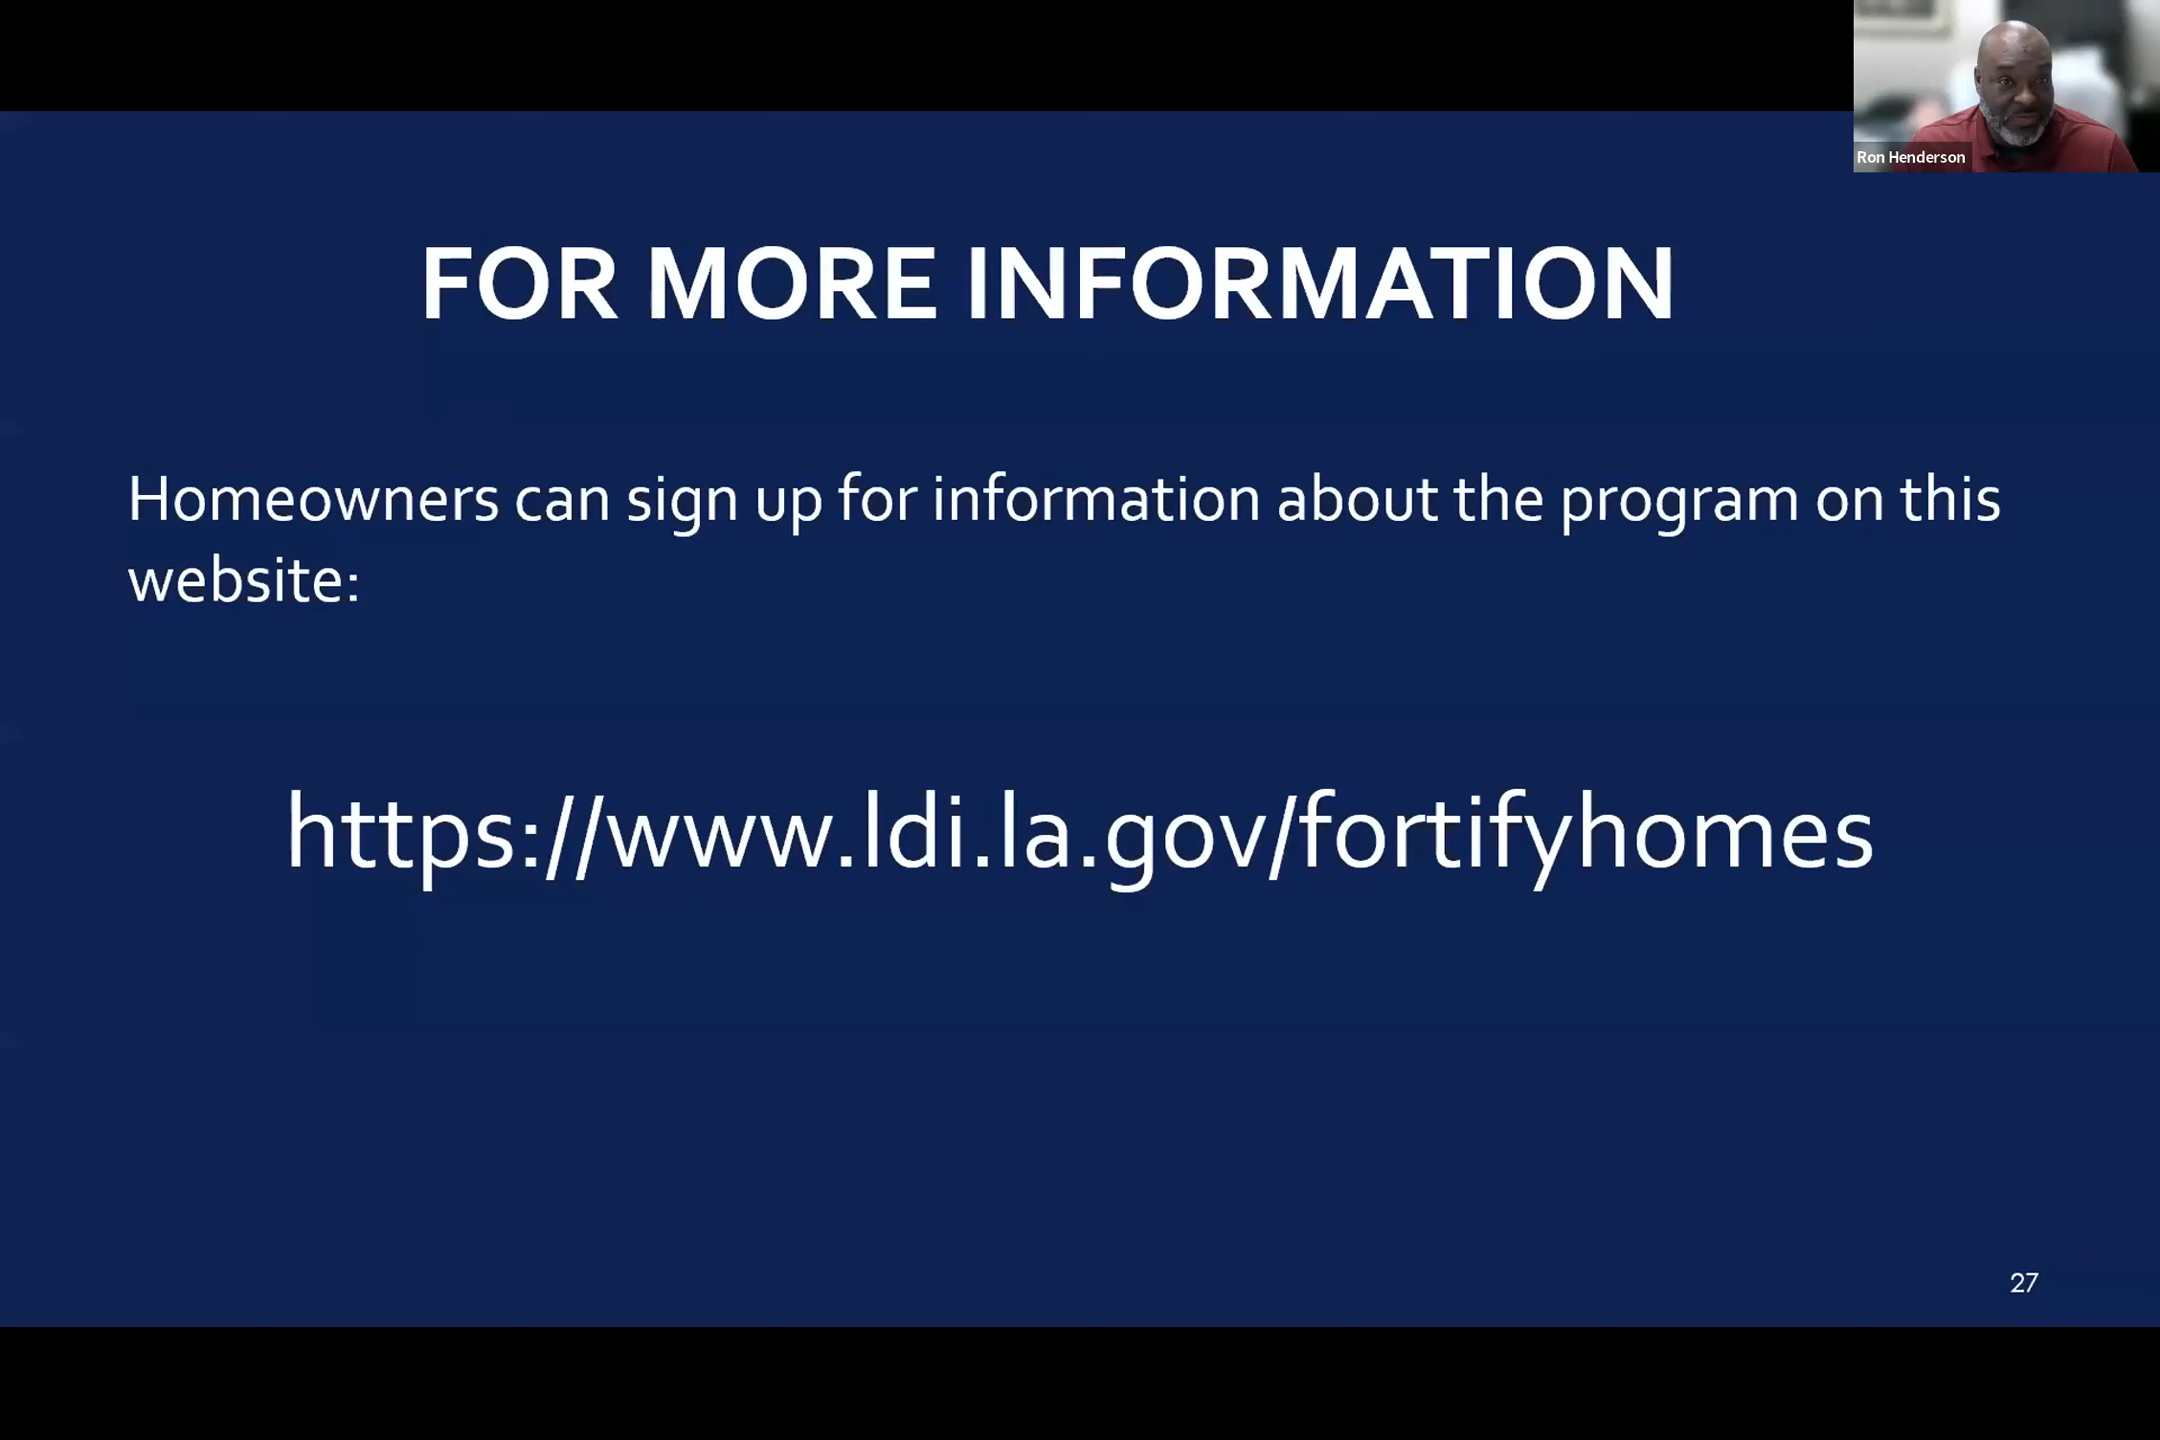 Ron Henderson
FOR MORE INFORMATION
Homeowners can sign up for information about the program on this
website:
https://www.ldi.la.gov/fortifyhomes
27